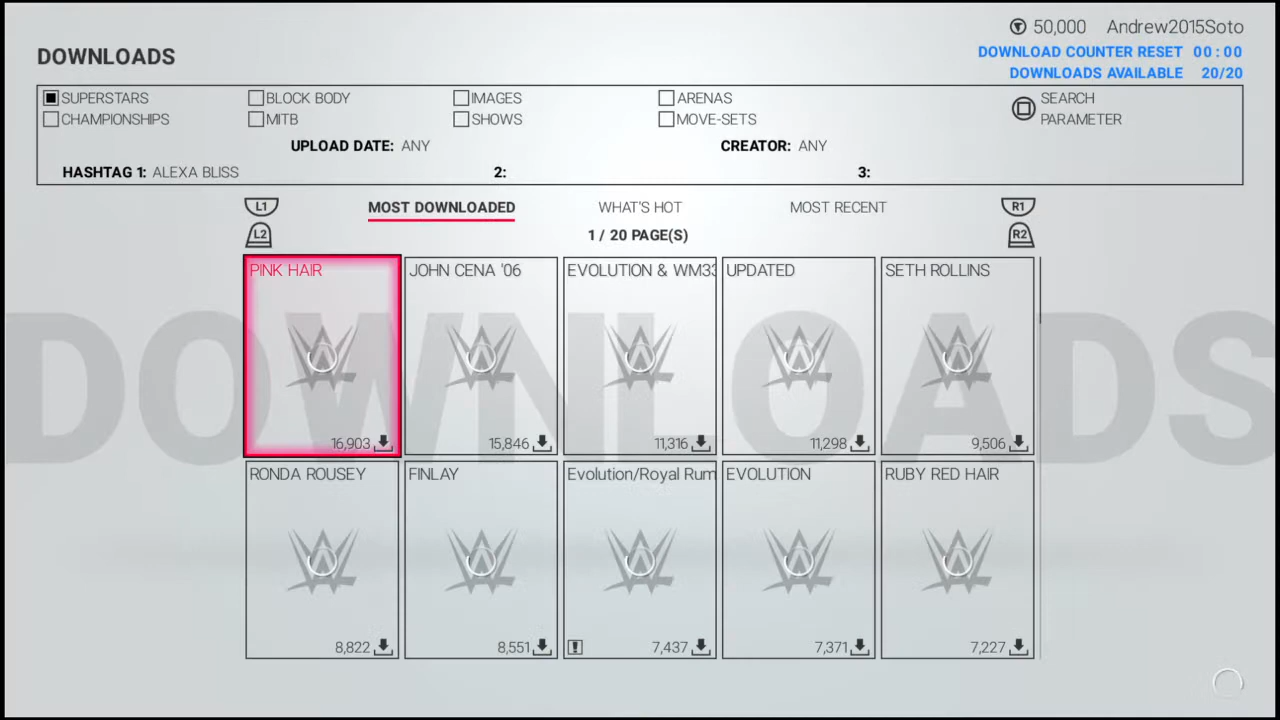 50,000 Andrew2015Soto
DOWNLOADS
DOWNLOAD COUNTER RESET 00:00
DOWNLOADS AVAILABLE 20/20
SUPERSTARS BLOCK BODY IMAGES ARENAS SEARCH
CHAMPIONSHIPS MITB SHOWS MOVE-SETS PARAMETER
UPLOAD DATE: ANY CREATOR: ANY
HASHTAG 1: ALEXA BLISS 2: 3:
L1 MOST DOWNLOADED WHAT'S HOT MOST RECENT R1
L2 1 / 20 PAGE(S) R2
PINK HAIR JOHN CENA '06 EVOLUTION & WM33 UPDATED SETH ROLLINS
DOWNLOADS
16,903 15,846 11,316 11,298 9,506
RONDA ROUSEY FINLAY Evolution/Royal Rum EVOLUTION RUBY RED HAIR
8,822 8,551 7,437 7,371 7,227